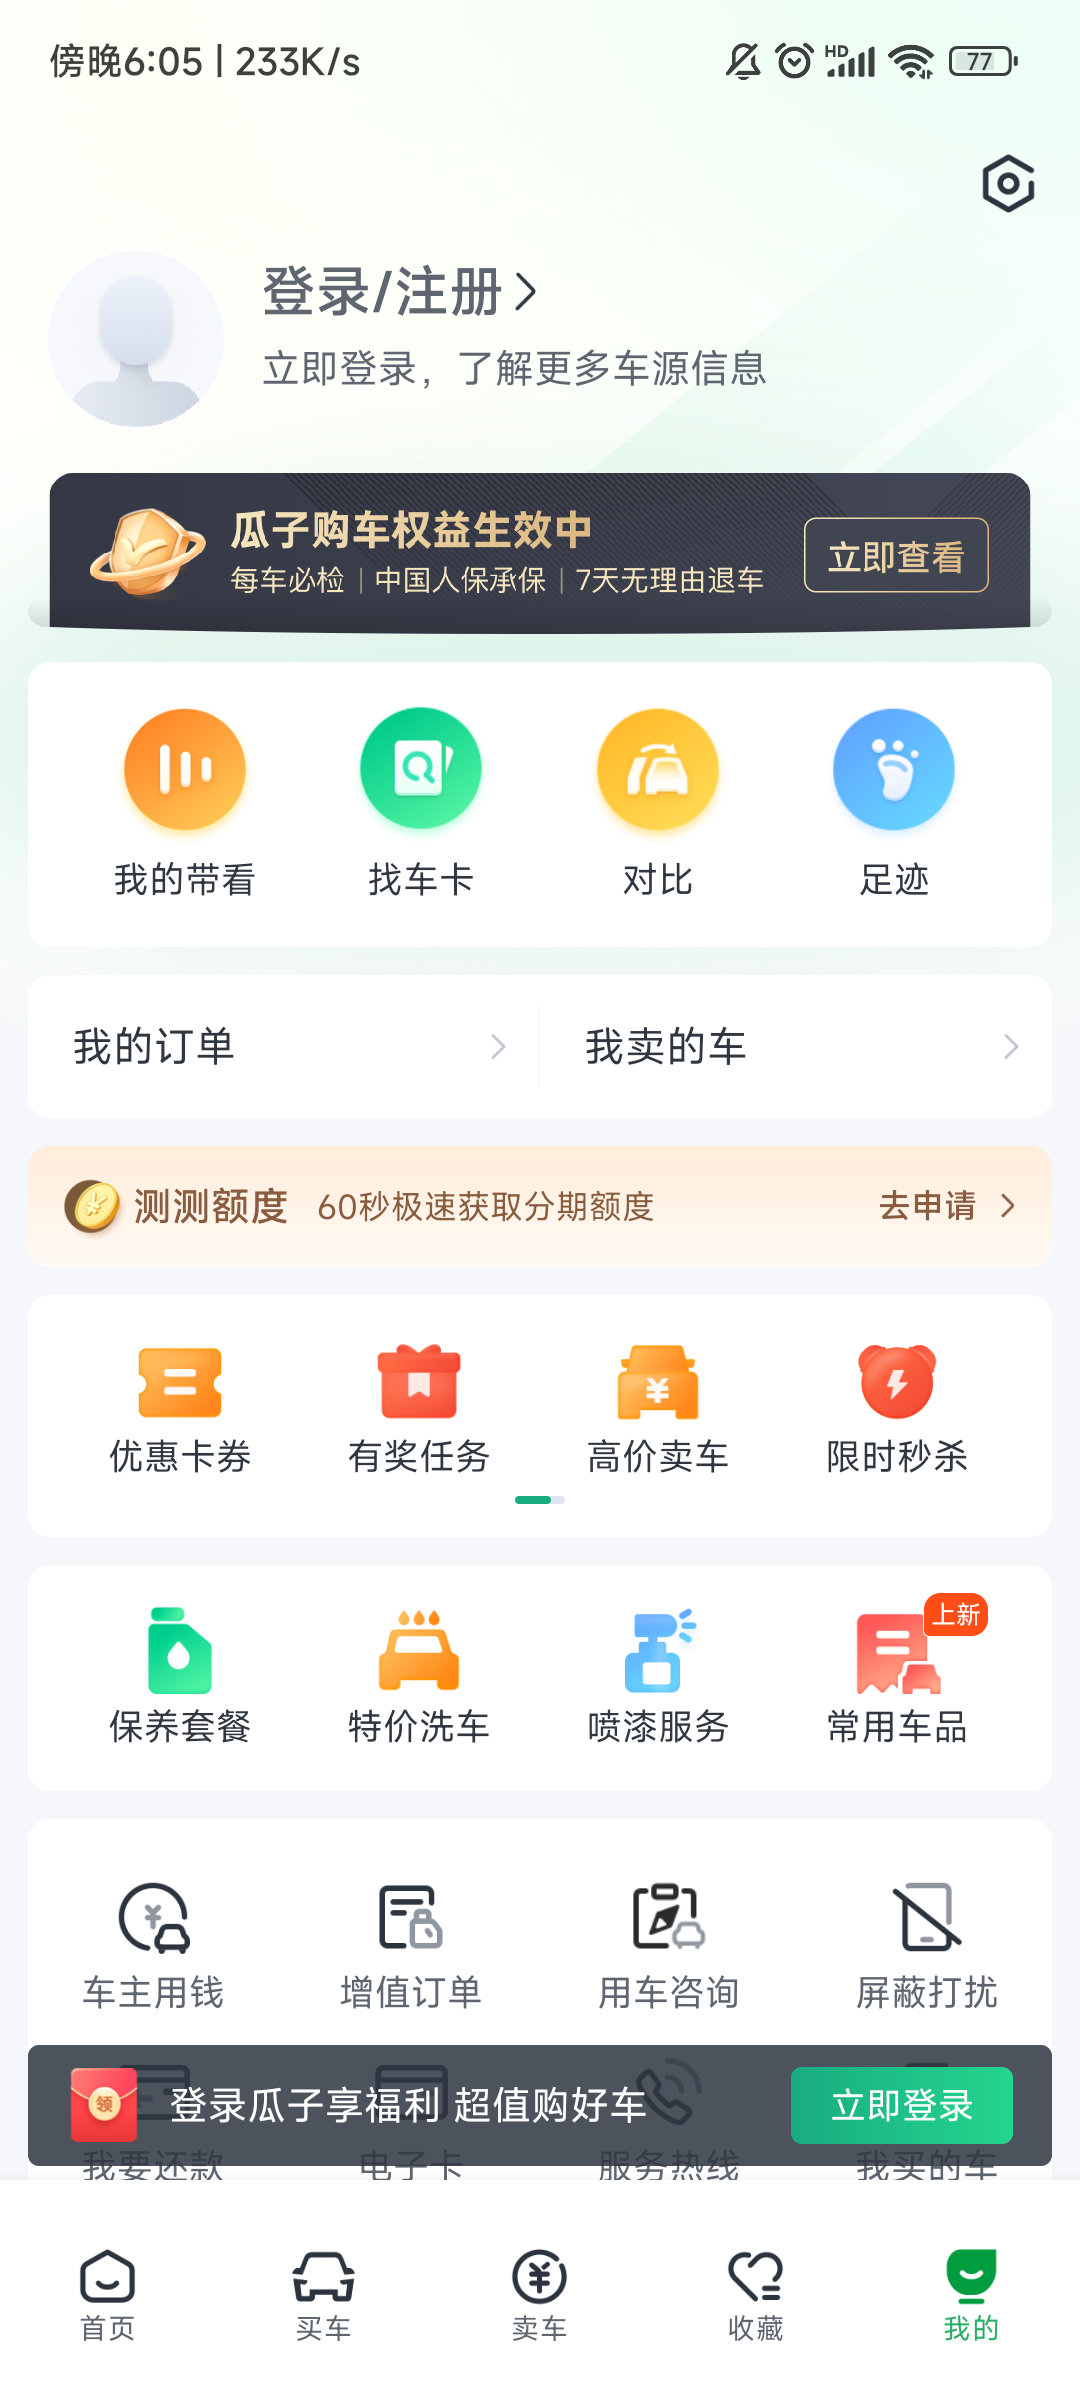 傍晚6:05 | 233K/s
HD
77
登录/注册
立即登录，了解更多车源信息
瓜子购车权益生效中
每车必检 | 中国人保承保 | 7天无理由退车
立即查看
我的带看
找车卡
对比
足迹
我的订单
我卖的车
测测额度 60秒极速获取分期额度
去申请
优惠卡券
有奖任务
高价卖车
限时秒杀
上新
保养套餐
特价洗车
喷漆服务
常用车品
车主用钱
增值订单
用车咨询
屏蔽打扰
领
登录瓜子享福利 超值购好车
立即登录
我要还款
电子卡
服务热线
我买的车
首页
买车
卖车
收藏
我的